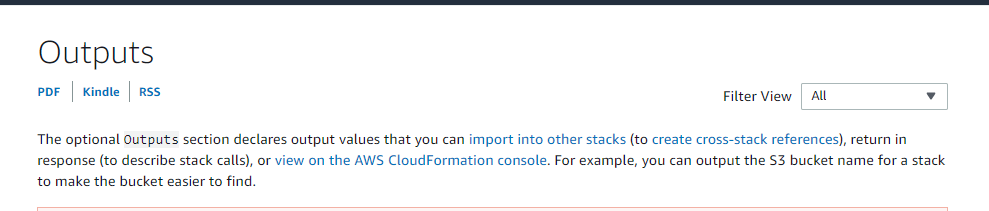 Outputs
PDF | Kindle | RSS
Filter View All
The optional Outputs section declares output values that you can import into other stacks (to create cross-stack references), return in
response (to describe stack calls), or view on the AWS CloudFormation console. For example, you can output the S3 bucket name for a stack
to make the bucket easier to find.